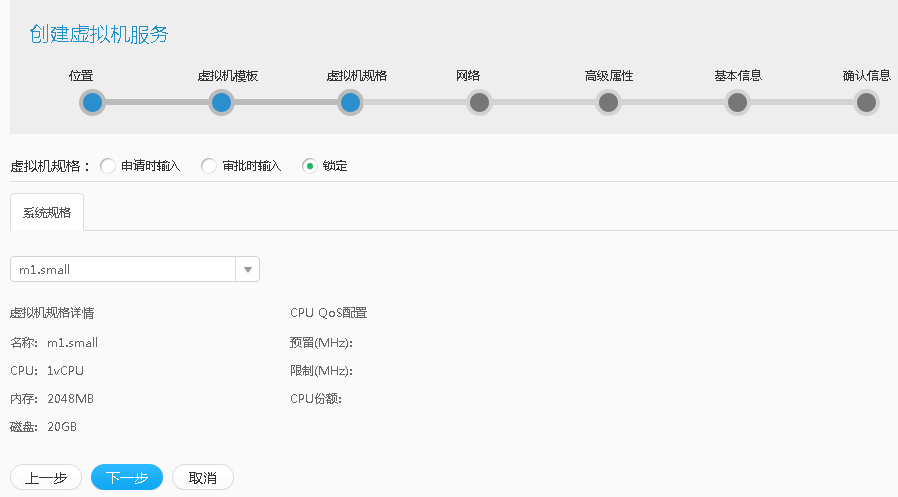 创建虚拟机服务
位置 虚拟机模板 虚拟机规格 网络 高级属性 基本信息 确认信息
虚拟机规格： 申请时输入 审批时输入 锁定
系统规格
m1.small
虚拟机规格详情 CPU QoS配置
名称: m1.small 预留(MHz):
CPU: 1vCPU 限制(MHz):
内存: 2048MB CPU份额:
磁盘: 20GB
上一步 下一步 取消